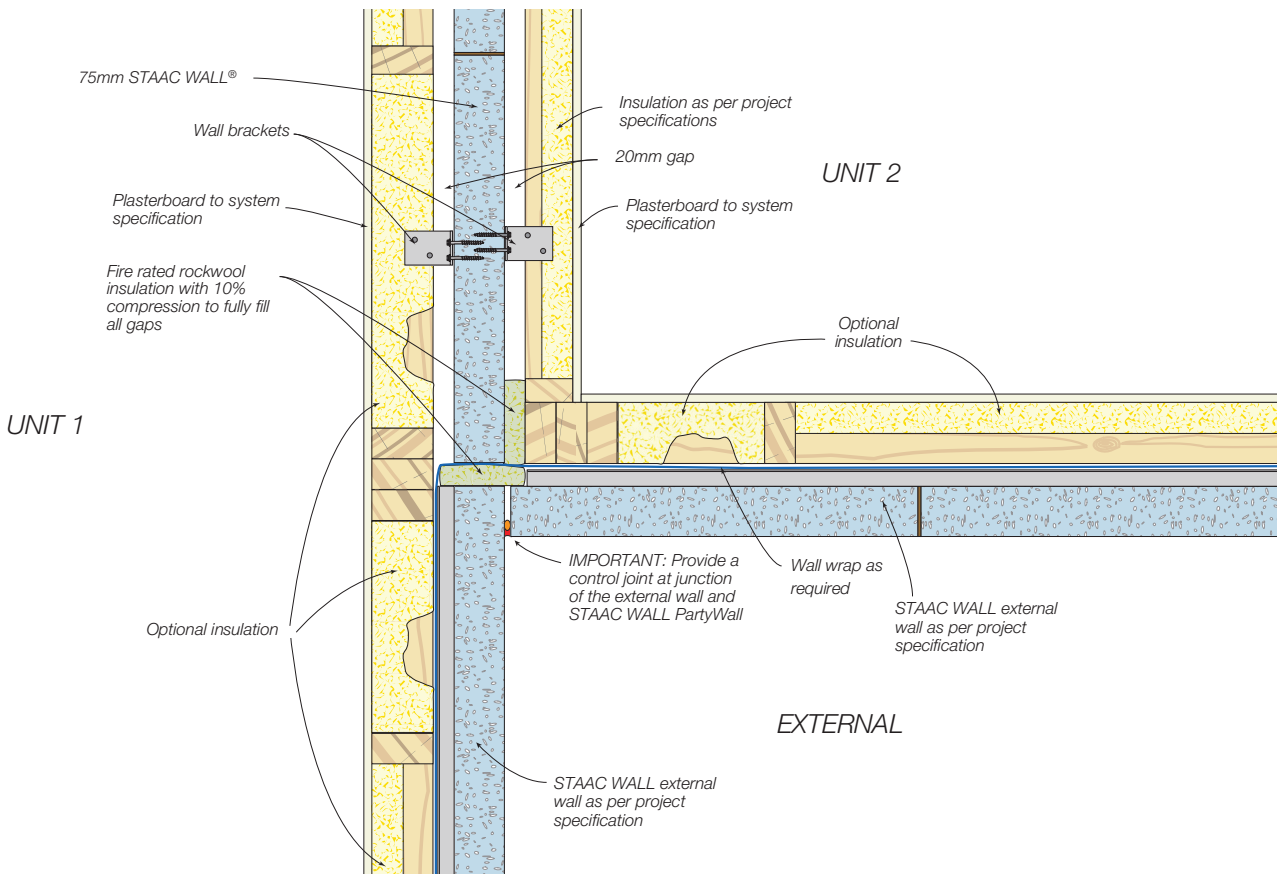 75mm STAAC WALL®
Wall brackets
Plasterboard to system
specification
Fire rated rockwool
insulation with 10%
compression to fully fill
all gaps
Insulation as per project
specifications
20mm gap
UNIT 2
Plasterboard to system
specification
Optional
insulation
UNIT 1
IMPORTANT: Provide a
control joint at junction
of the external wall and
STAAC WALL PartyWall
Wall wrap as
required
STAAC WALL external
wall as per project
specification
Optional insulation
EXTERNAL
STAAC WALL external
wall as per project
specification